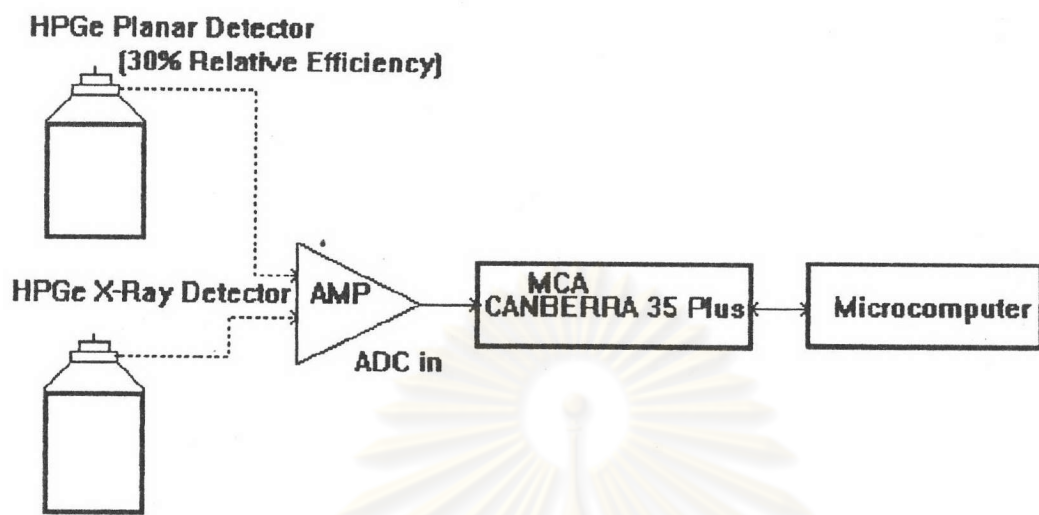 HPGe Planar Detector
(30% Relative Efficiency)
HPGe X-Ray Detector
AMP
ADC in
MCA
CANBERRA 35 Plus
Microcomputer